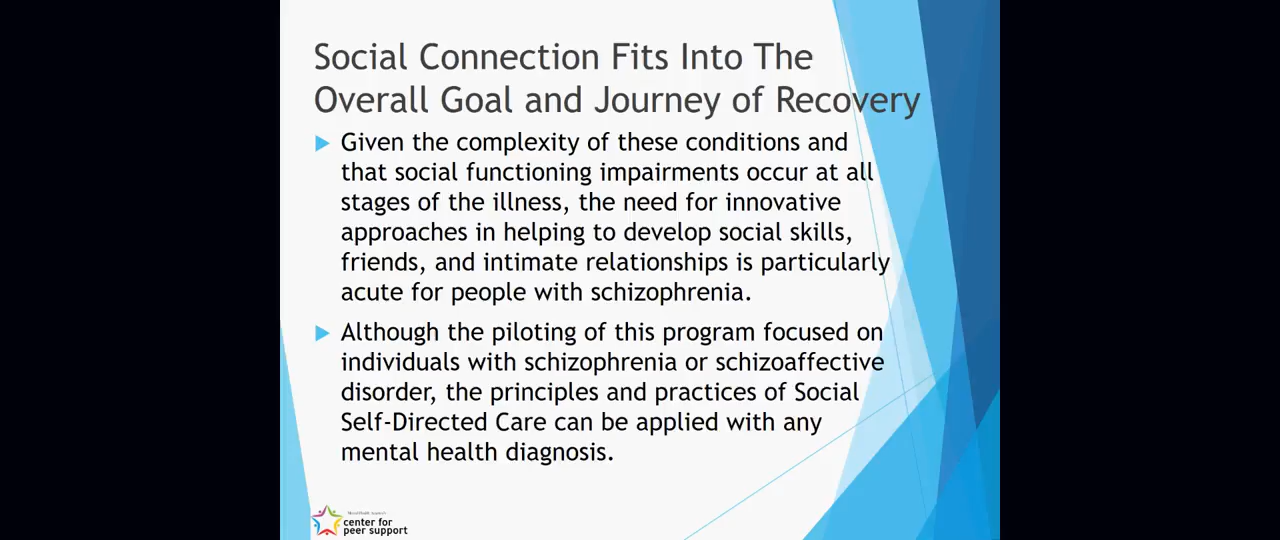 Social Connection Fits Into The
Overall Goal and Journey of Recovery
Given the complexity of these conditions and
that social functioning impairments occur at all
stages of the illness, the need for innovative
approaches in helping to develop social skills,
friends, and intimate relationships is particularly
acute for people with schizophrenia.
Although the piloting of this program focused on
individuals with schizophrenia or schizoaffective
disorder, the principles and practices of Social
Self-Directed Care can be applied with any
mental health diagnosis.
Mental Health America's
center for
peer support